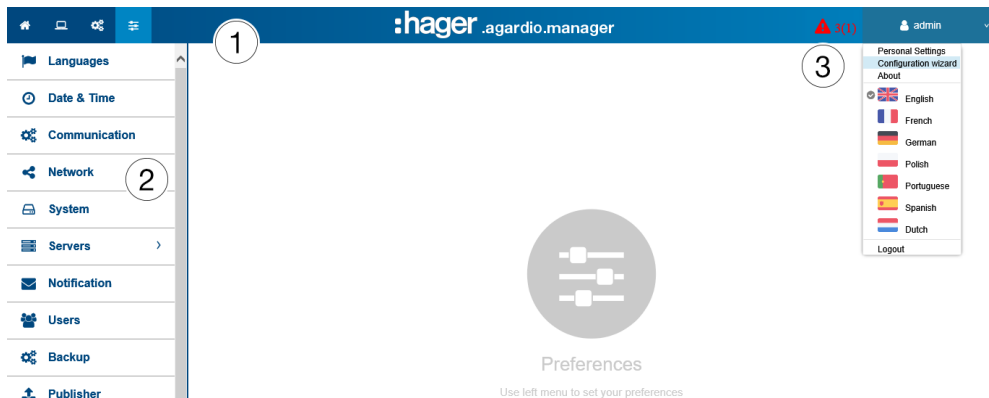 :hager .agardio.manager
3(1)
admin
1
2
3
Languages
Date & Time
Communication
Network
System
Servers
Notification
Users
Backup
Publisher
Personal Settings
Configuration wizard
About
English
French
German
Polish
Portuguese
Spanish
Dutch
Logout
Preferences
Use left menu to set your preferences